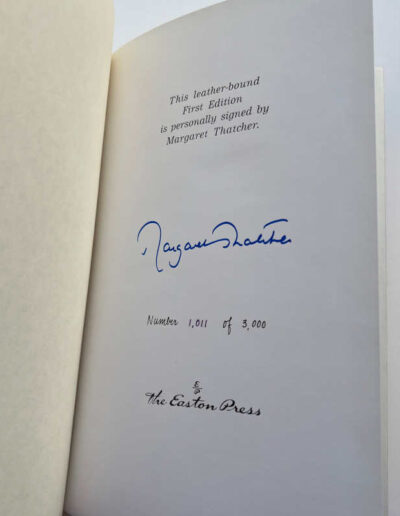 This leather-bound
First Edition
is personally signed by
Margaret Thatcher.
Margaret Thatcher
Number 1,011 of 3,000
E
P
The Easton Press